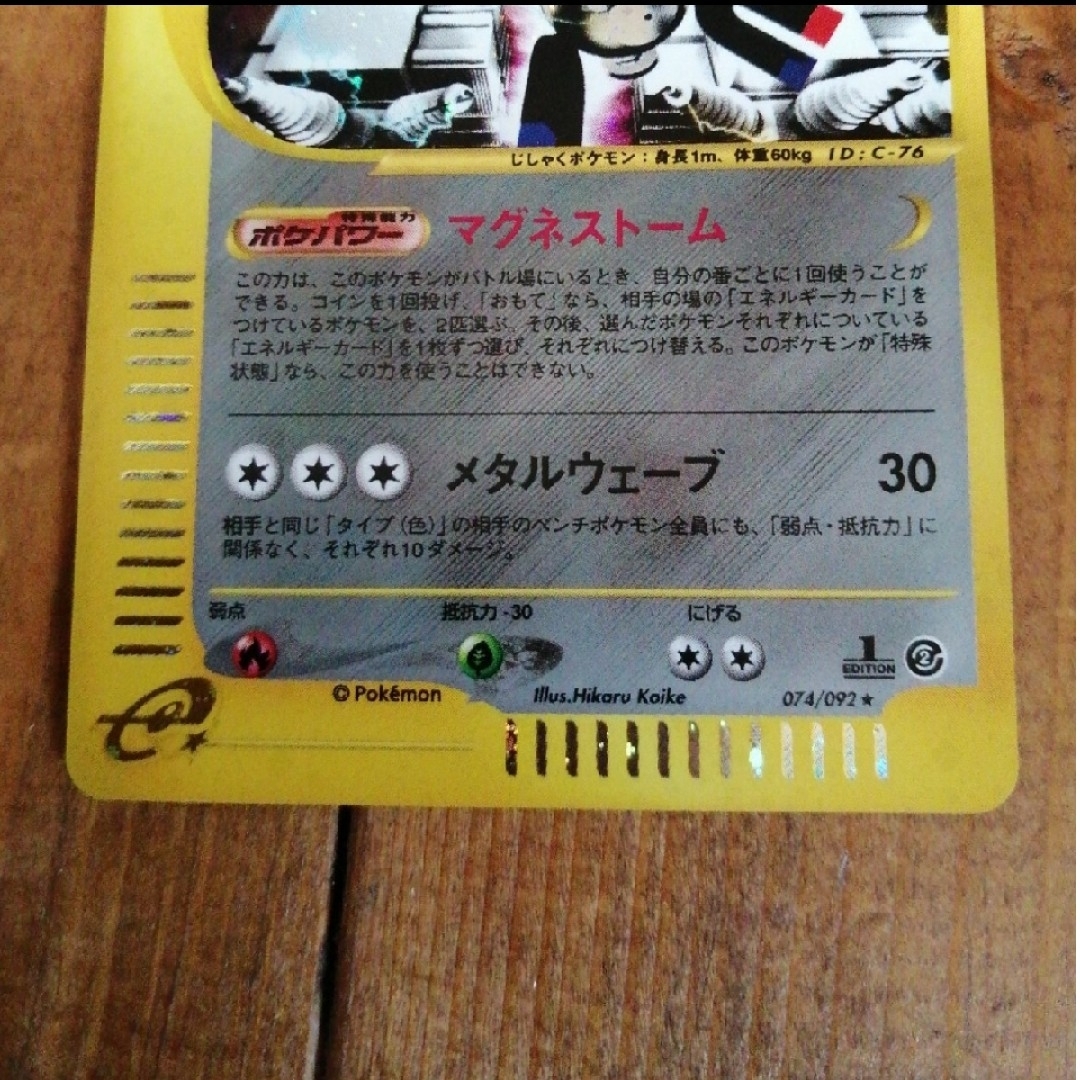 じしゃくポケモン：身長1m、体重60kg ID:C-76
特殊能力
ポケパワー マグネストーム
この力は、このポケモンがバトル場にいるとき、自分の番ごとに1回使うことが
できる。コインを1回投げ、「おもて」なら、相手の場の「エネルギーカード」を
つけているポケモンを、2匹選ぶ。その後、選んだポケモンそれぞれについている
「エネルギーカード」を1枚ずつ選び、それぞれにつけ替える。このポケモンが「特殊
状態」なら、この力を使うことはできない。
メタルウェーブ 30
相手と同じ「タイプ（色）」の相手のベンチポケモン全員にも、「弱点・抵抗力」に
関係なく、それぞれ10ダメージ。
弱点 抵抗力 -30 にげる
1 EDITION 2
©Pokémon Illus.Hikaru Koike 074/092★
e